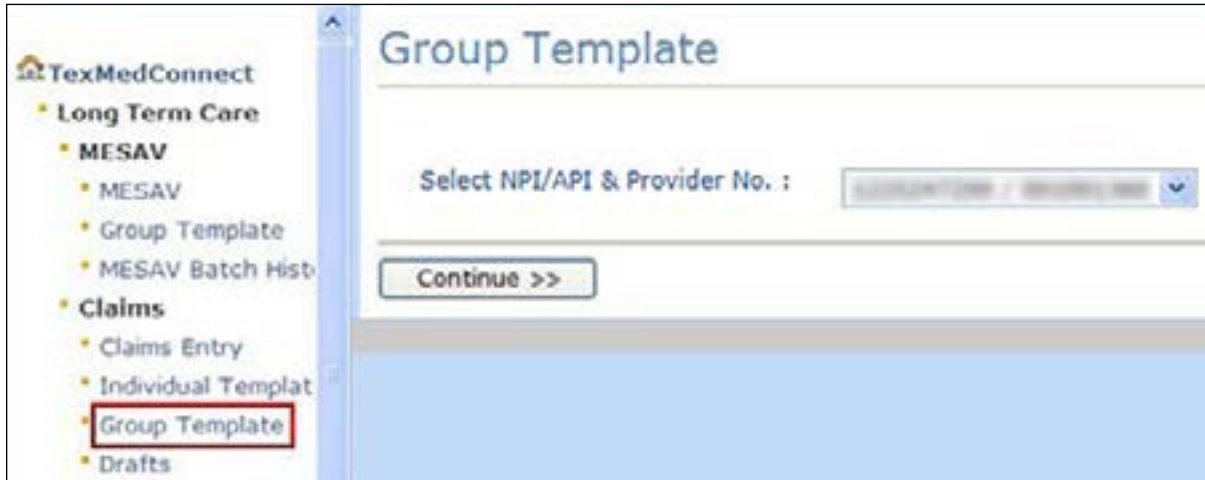 TexMedConnect
Long Term Care
MESAV
MESAV
Group Template
MESAV Batch Hist
Claims
Claims Entry
Individual Templat
Group Template
Drafts
Group Template
Select NPI/API & Provider No. :
Continue >>